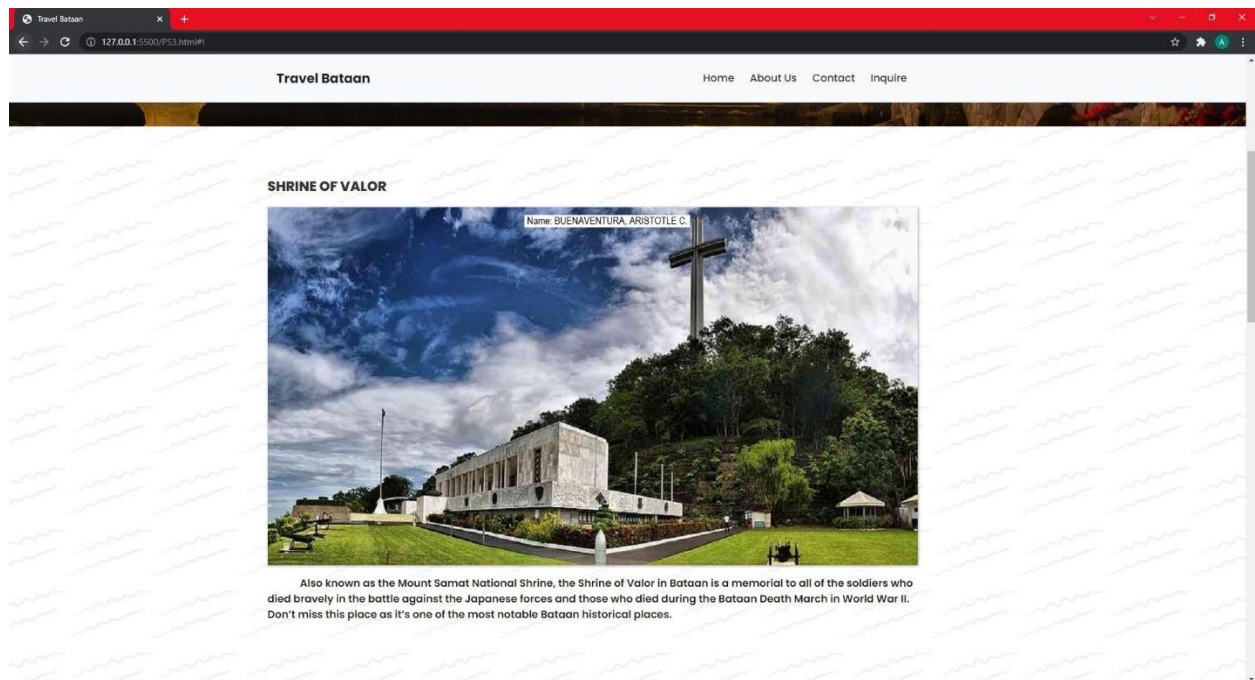 Travel Bataan
127.0.0.1:5500/PS3.html#!
A
Travel Bataan
Home About Us Contact Inquire
SHRINE OF VALOR
Name: BUENAVENTURA, ARISTOTLE C.
Also known as the Mount Samat National Shrine, the Shrine of Valor in Bataan is a memorial to all of the soldiers who
died bravely in the battle against the Japanese forces and those who died during the Bataan Death March in World War II.
Don't miss this place as it's one of the most notable Bataan historical places.